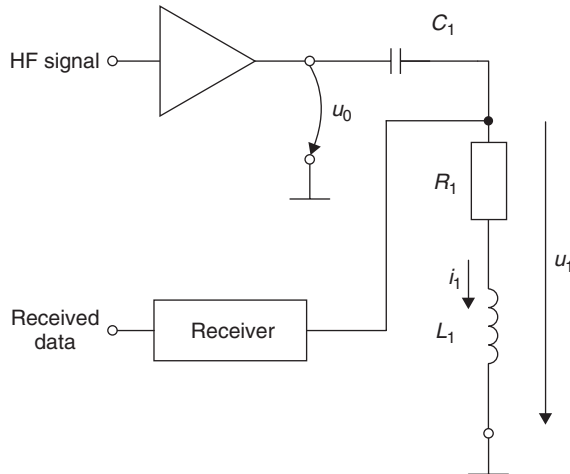 C₁
HF signal
u₀
R₁
u₁
i₁
Received
data
Receiver
L₁